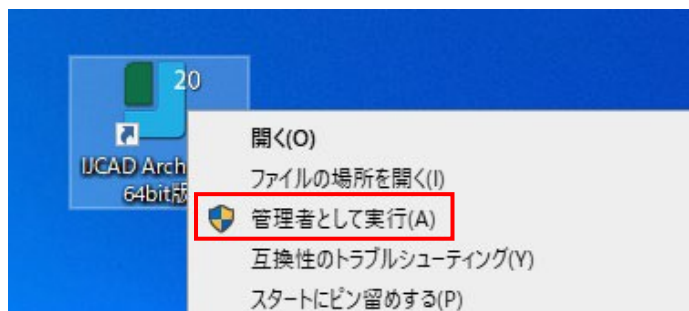 20
IJCAD Arch
64bit版
開く(O)
ファイルの場所を開く(I)
管理者として実行(A)
互換性のトラブルシューティング(Y)
スタートにピン留めする(P)